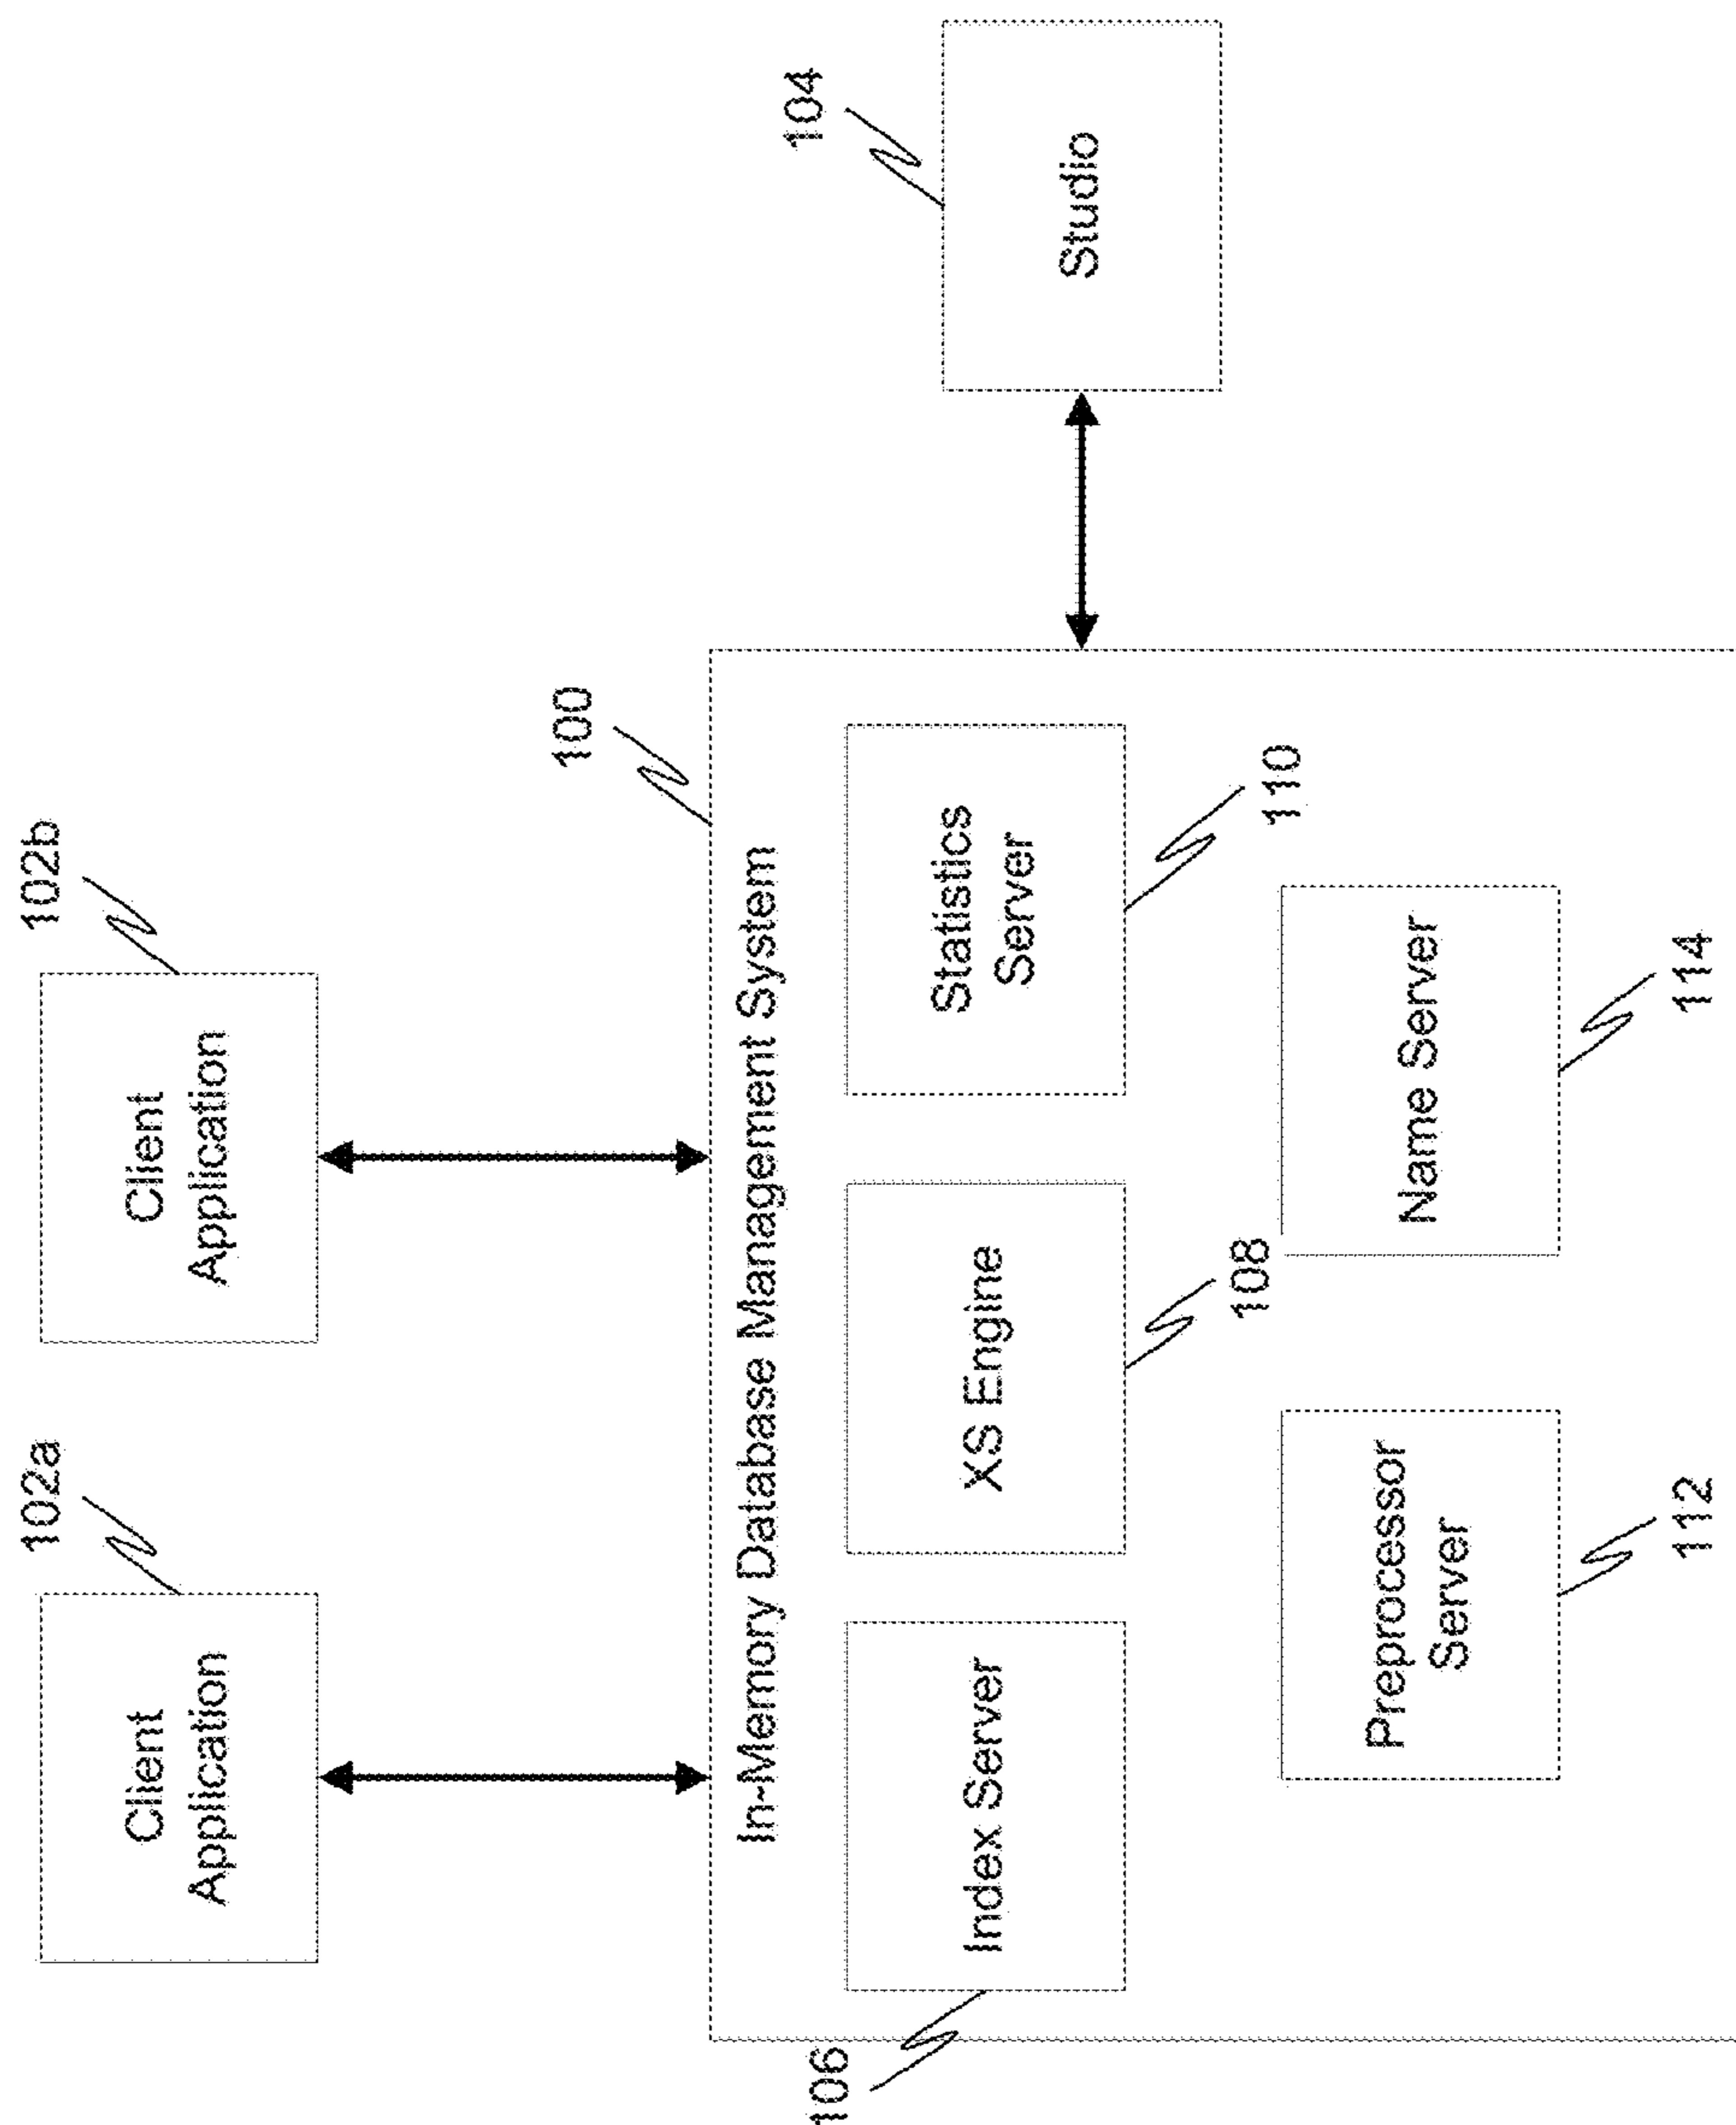 102a
102b
Client
Application
Client
Application
100
104
In-Memory Database Management System
Studio
106
Index Server
XS Engine
Statistics
Server
108
110
Preprocessor
Server
Name Server
112
114